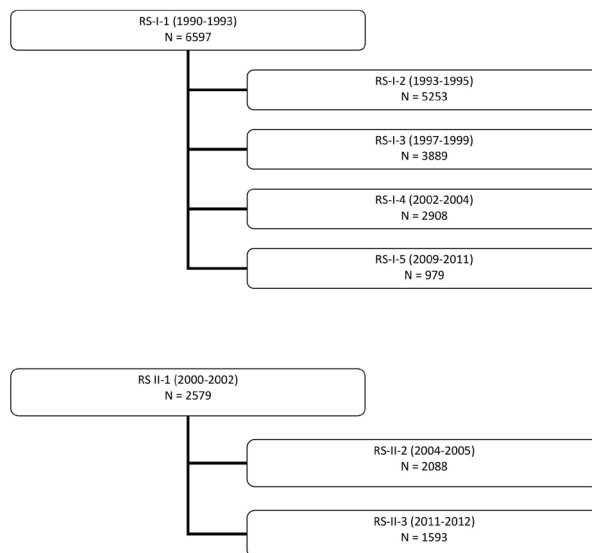 RS-I-1 (1990-1993)
N = 6597
RS-I-2 (1993-1995)
N = 5253
RS-I-3 (1997-1999)
N = 3889
RS-I-4 (2002-2004)
N = 2908
RS-I-5 (2009-2011)
N = 979
RS II-1 (2000-2002)
N = 2579
RS-II-2 (2004-2005)
N = 2088
RS-II-3 (2011-2012)
N = 1593